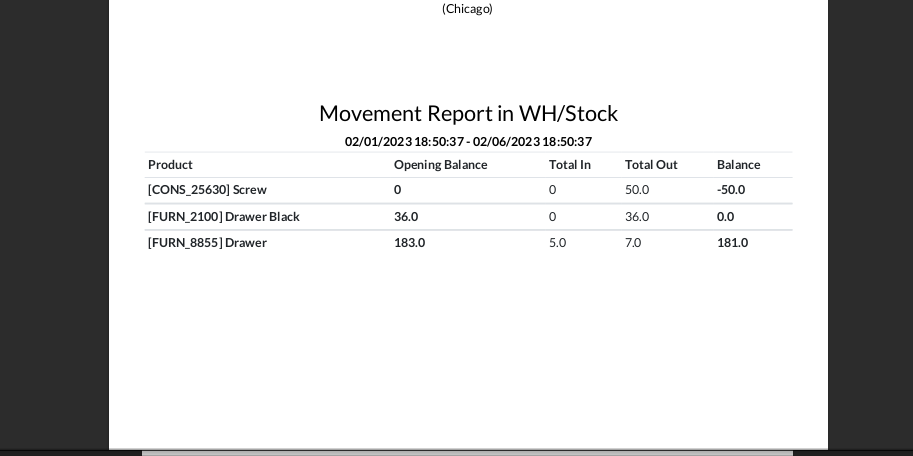 (Chicago)
Movement Report in WH/Stock
02/01/2023 18:50:37 - 02/06/2023 18:50:37
Product Opening Balance Total In Total Out Balance
[CONS_25630] Screw 0 0 50.0 -50.0
[FURN_2100] Drawer Black 36.0 0 36.0 0.0
[FURN_8855] Drawer 183.0 5.0 7.0 181.0